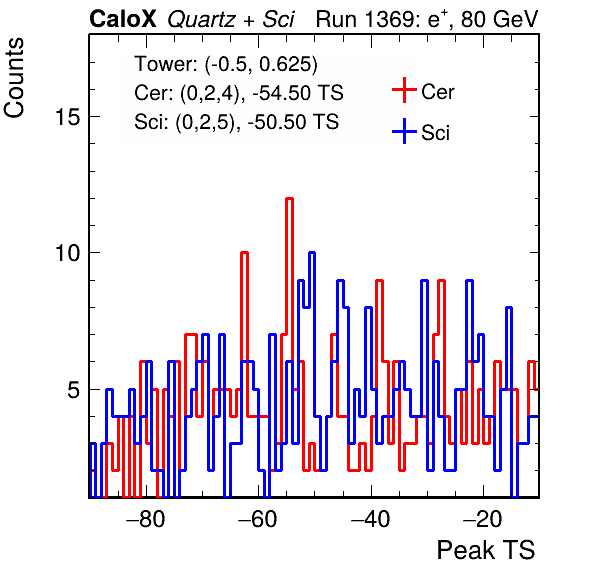 CaloX Quartz + Sci Run 1369: e⁺, 80 GeV
Counts
Tower: (-0.5, 0.625)
Cer: (0,2,4), -54.50 TS
Sci: (0,2,5), -50.50 TS
Cer
Sci
15
10
5
−80 −60 −40 −20
Peak TS